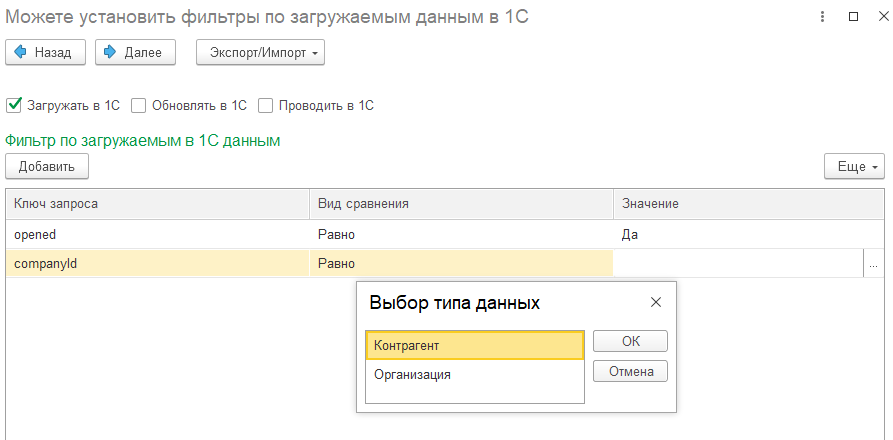 Можете установить фильтры по загружаемым данным в 1С
Назад Далее Экспорт/Импорт
Загружать в 1С Обновлять в 1С Проводить в 1С
Фильтр по загружаемым в 1С данным
Добавить Еще
Ключ запроса Вид сравнения Значение
opened Равно Да
companyId Равно ...
Выбор типа данных
Контрагент ОК
Организация Отмена